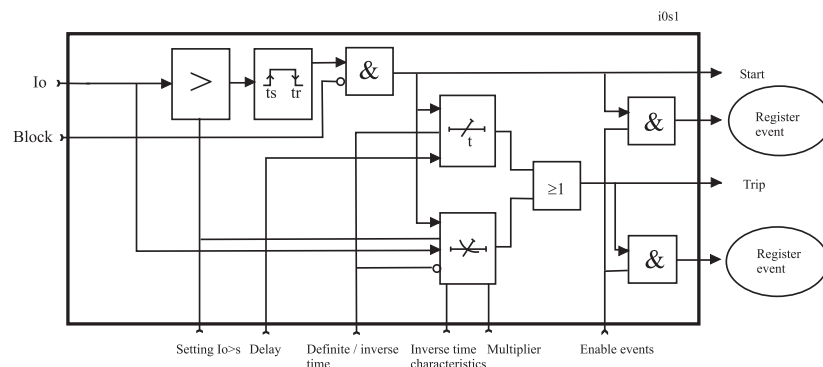 i0s1
Io
>
ts tr
&
Start
Block
&
Register
event
t
≥1
Trip
&
Register
event
Setting Io>s
Delay
Definite / inverse
time
Inverse time
characteristics
Multiplier
Enable events